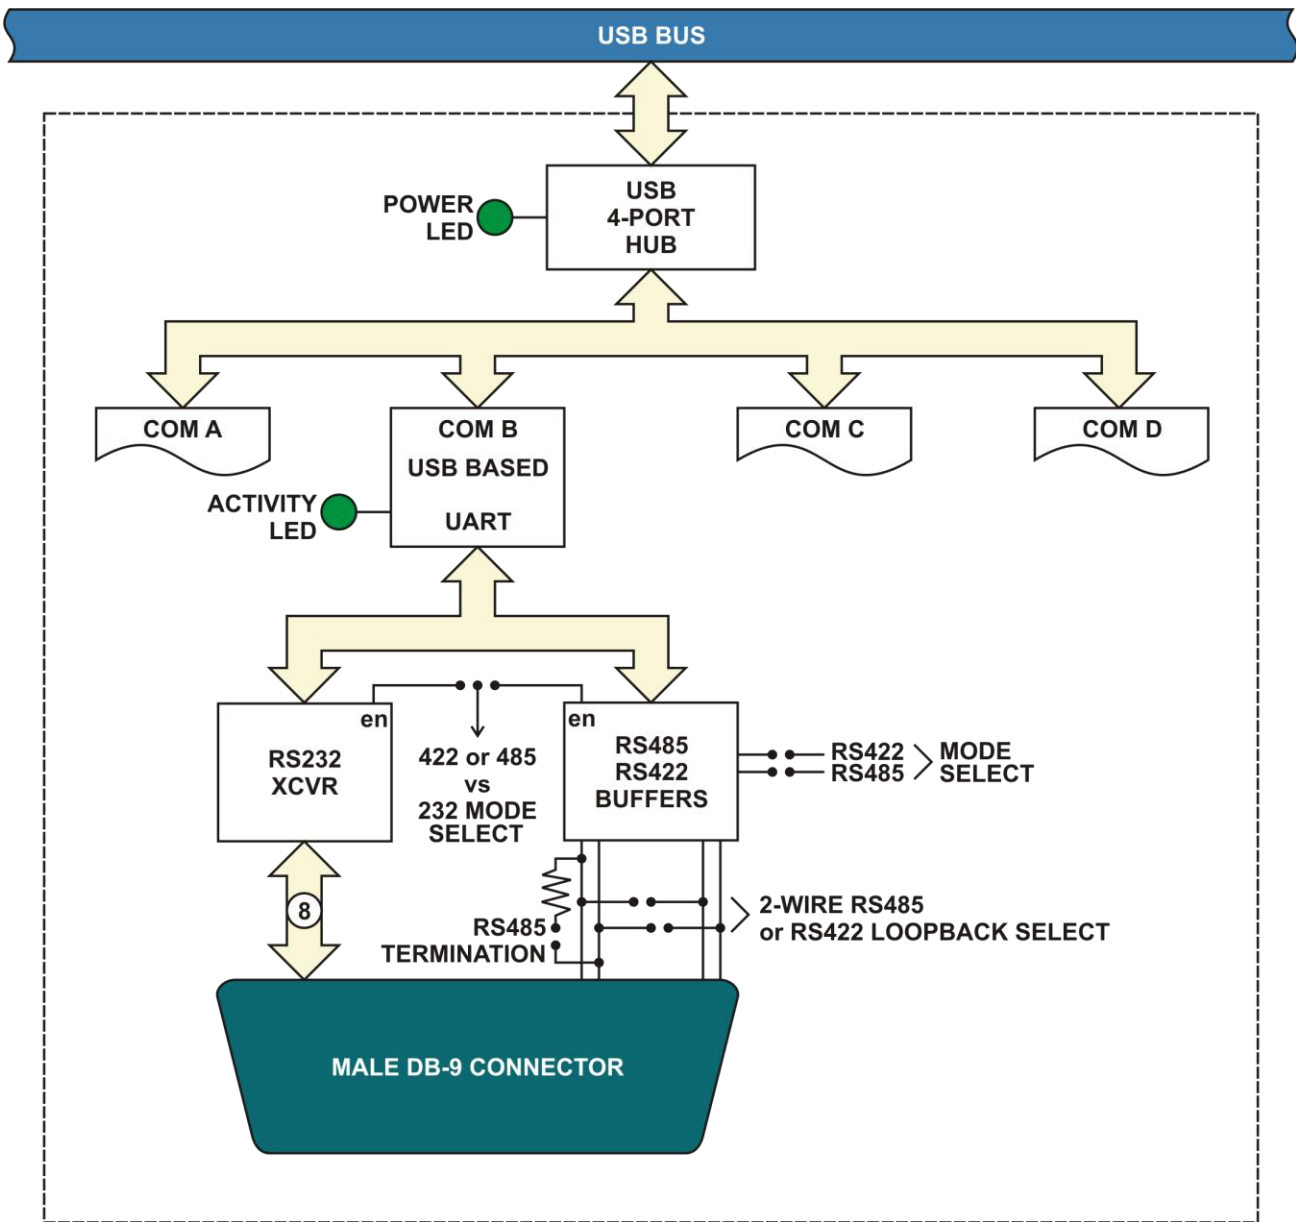 USB BUS
USB
4-PORT
HUB
POWER
LED
COM A
COM B
USB BASED
UART
COM C
COM D
ACTIVITY
LED
en
en
RS232
XCVR
422 or 485
vs
232 MODE
SELECT
RS485
RS422
BUFFERS
RS422
RS485
MODE
SELECT
8
RS485
TERMINATION
2-WIRE RS485
or RS422 LOOPBACK SELECT
MALE DB-9 CONNECTOR